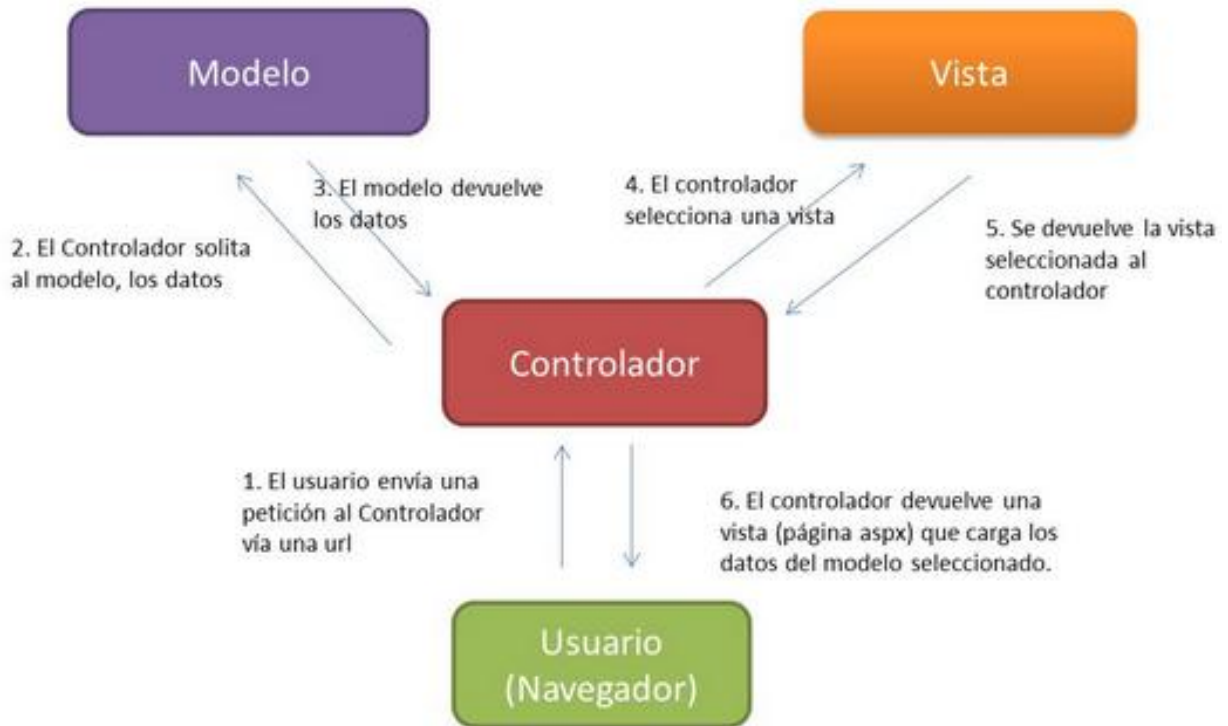 Modelo
Vista
3. El modelo devuelve
los datos
4. El controlador
selecciona una vista
2. El Controlador solita
al modelo, los datos
5. Se devuelve la vista
seleccionada al
controlador
Controlador
1. El usuario envía una
petición al Controlador
vía una url
6. El controlador devuelve una
vista (página aspx) que carga los
datos del modelo seleccionado.
Usuario
(Navegador)